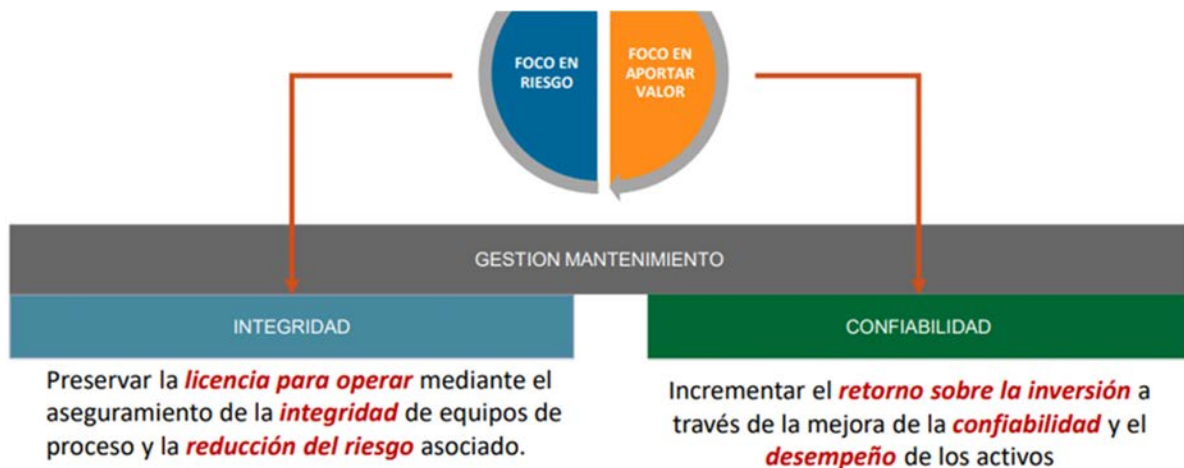 FOCO EN
RIESGO
FOCO EN
APORTAR
VALOR
GESTION MANTENIMIENTO
INTEGRIDAD
Preservar la licencia para operar mediante el
aseguramiento de la integridad de equipos de
proceso y la reducción del riesgo asociado.
CONFIABILIDAD
Incrementar el retorno sobre la inversión a
través de la mejora de la confiabilidad y el
desempeño de los activos